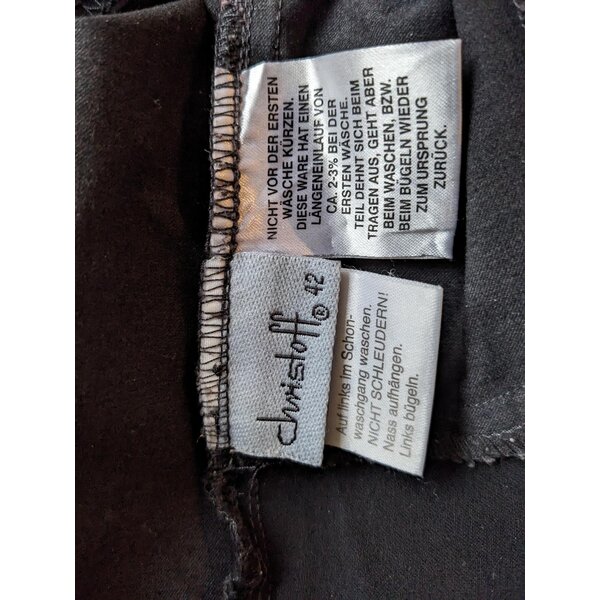 NICHT VOR DER ERSTEN
WÄSCHE KÜRZEN.
DIESE WARE HAT EINEN
LÄNGENEINLAUF VON
CA. 2-3% BEI DER
ERSTEN WÄSCHE.
TEIL DEHNT SICH BEIM
TRAGEN AUS, GEHT ABER
BEIM WASCHEN, BZW.
BEIM BÜGELN WIEDER
ZUM URSPRUNG
ZURÜCK.
christoff® 42
Auf links im Schon-
waschgang waschen.
NICHT SCHLEUDERN!
Nass aufhängen.
Links bügeln.